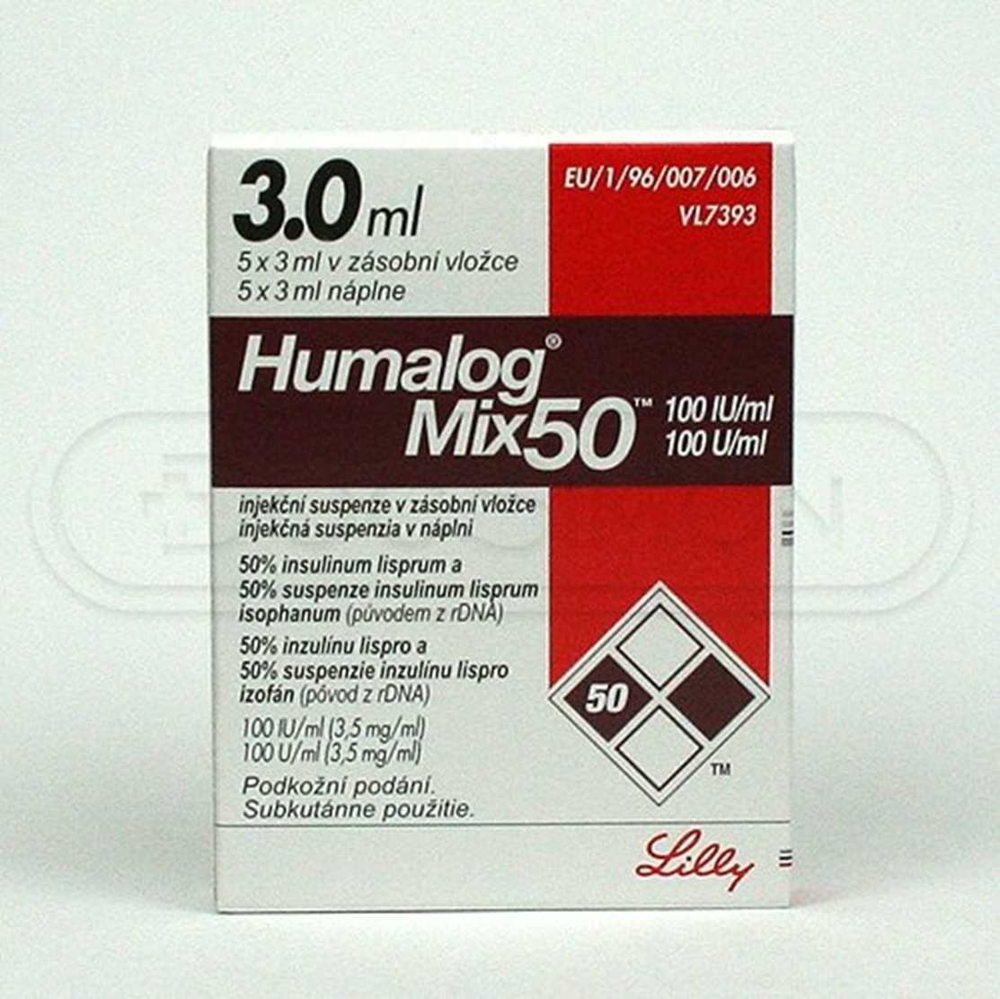 3.0 ml
5 x 3 ml v zásobní vložce
5 x 3 ml náplne
EU/1/96/007/006
VL7393
Humalog®
Mix50™
100 IU/ml
100 U/ml
injekční suspenze v zásobní vložce
injekčná suspenzia v náplni
50% insulinum lisprum a
50% suspenze insulinum lisprum
isophanum (původem z rDNA)
50% inzulínu lispro a
50% suspenzie inzulínu lispro
izofán (pôvod z rDNA)
100 IU/ml (3,5 mg/ml)
100 U/ml (3,5 mg/ml)
Podkožní podání.
Subkutánne použitie.
50
TM
Lilly